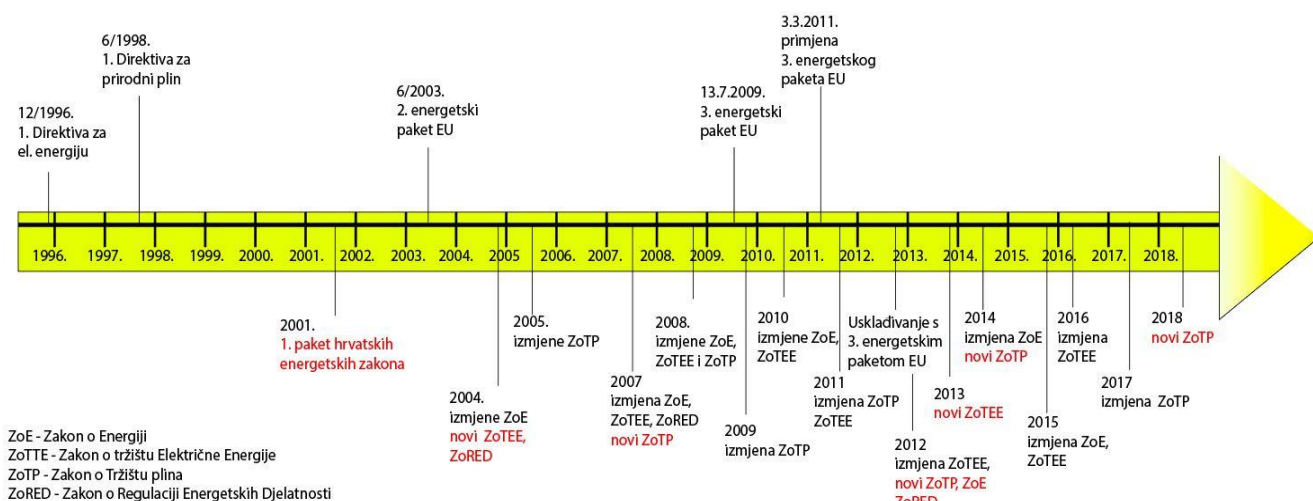 12/1996.
1. Direktiva za
el. energiju
6/1998.
1. Direktiva za
prirodni plin
6/2003.
2. energetski
paket EU
13.7.2009.
3. energetski
paket EU
3.3.2011.
primjena
3. energetskog
paketa EU
1996. 1997. 1998. 1999. 2000. 2001. 2002. 2003. 2004. 2005 2006. 2007. 2008. 2009. 2010. 2011. 2012. 2013. 2014. 2015. 2016. 2017. 2018.
2001.
1. paket hrvatskih
energetskih zakona
2004.
izmjene ZoE
novi ZoTEE,
ZoRED
2005.
izmjene ZoTP
2007
izmjena ZoE,
ZoTEE, ZoRED
novi ZoTP
2008.
izmjene ZoE,
ZoTEE i ZoTP
2009
izmjena ZoTP
2010
izmjene ZoE,
ZoTEE
2011
izmjena ZoTP
ZoTEE
Usklađivanje s
3. energetskim
paketom EU
2012
izmjena ZoTEE,
novi ZoTP, ZoE
ZoRED
2013
novi ZoTEE
2014
izmjena ZoE
novi ZoTP
2015
izmjena ZoE,
ZoTEE
2016
izmjena
ZoTEE
2017
izmjena ZoTP
2018
novi ZoTP
ZoE - Zakon o Energiji
ZoTTE - Zakon o tržištu Električne Energije
ZoTP - Zakon o Tržištu plina
ZoRED - Zakon o Regulaciji Energetskih Djelatnosti